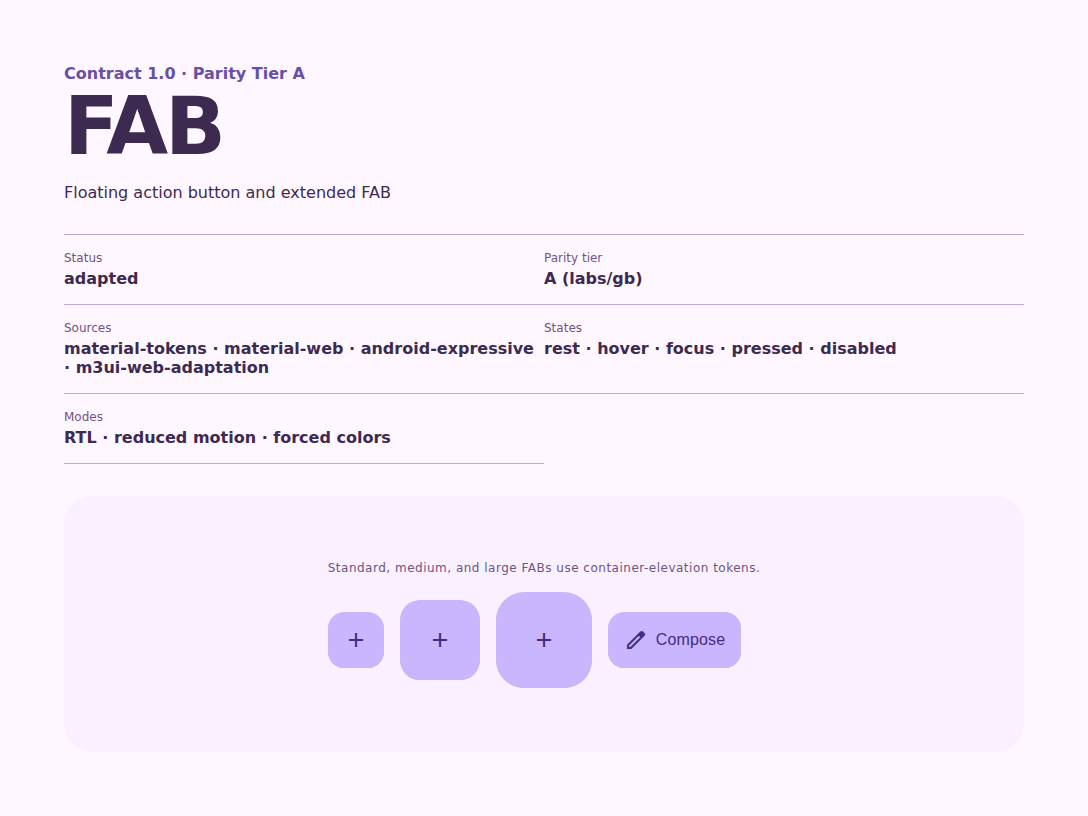 Contract 1.0 · Parity Tier A
FAB
Floating action button and extended FAB
Status
adapted
Parity tier
A (labs/gb)
Sources
material-tokens · material-web · android-expressive
· m3ui-web-adaptation
States
rest · hover · focus · pressed · disabled
Modes
RTL · reduced motion · forced colors
Standard, medium, and large FABs use container-elevation tokens.
Compose